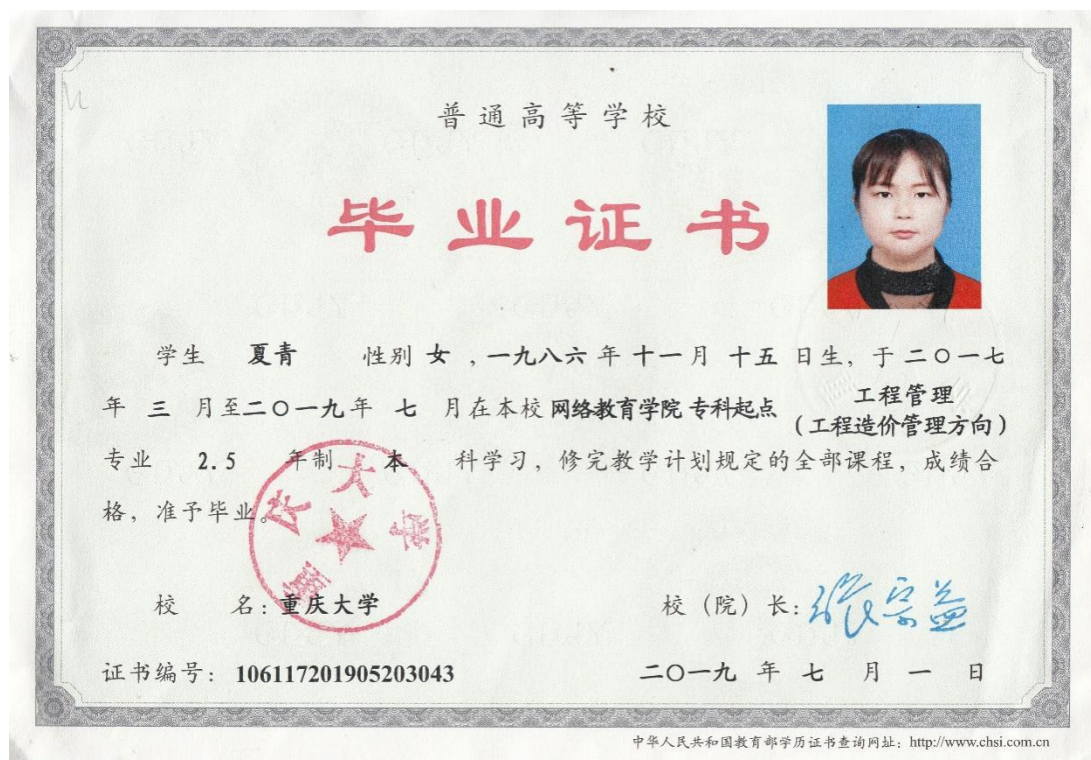 普通高等学校
毕业证书
学生 夏青 性别 女 , 一九八六 年 十一 月 十五 日生, 于 二〇一七
年 三 月至二〇一九年 七 月在本校 网络教育学院 专科起点 工程管理
(工程造价管理方向)
专业 2.5 年制 本 科学习, 修完教学计划规定的全部课程, 成绩合
格, 准予毕业。
重庆大学
校 名: 重庆大学 校 (院) 长: 张宗益
证书编号: 106117201905203043 二〇一九 年 七 月 一 日
中华人民共和国教育部学历证书查询网址: http://www.chsi.com.cn